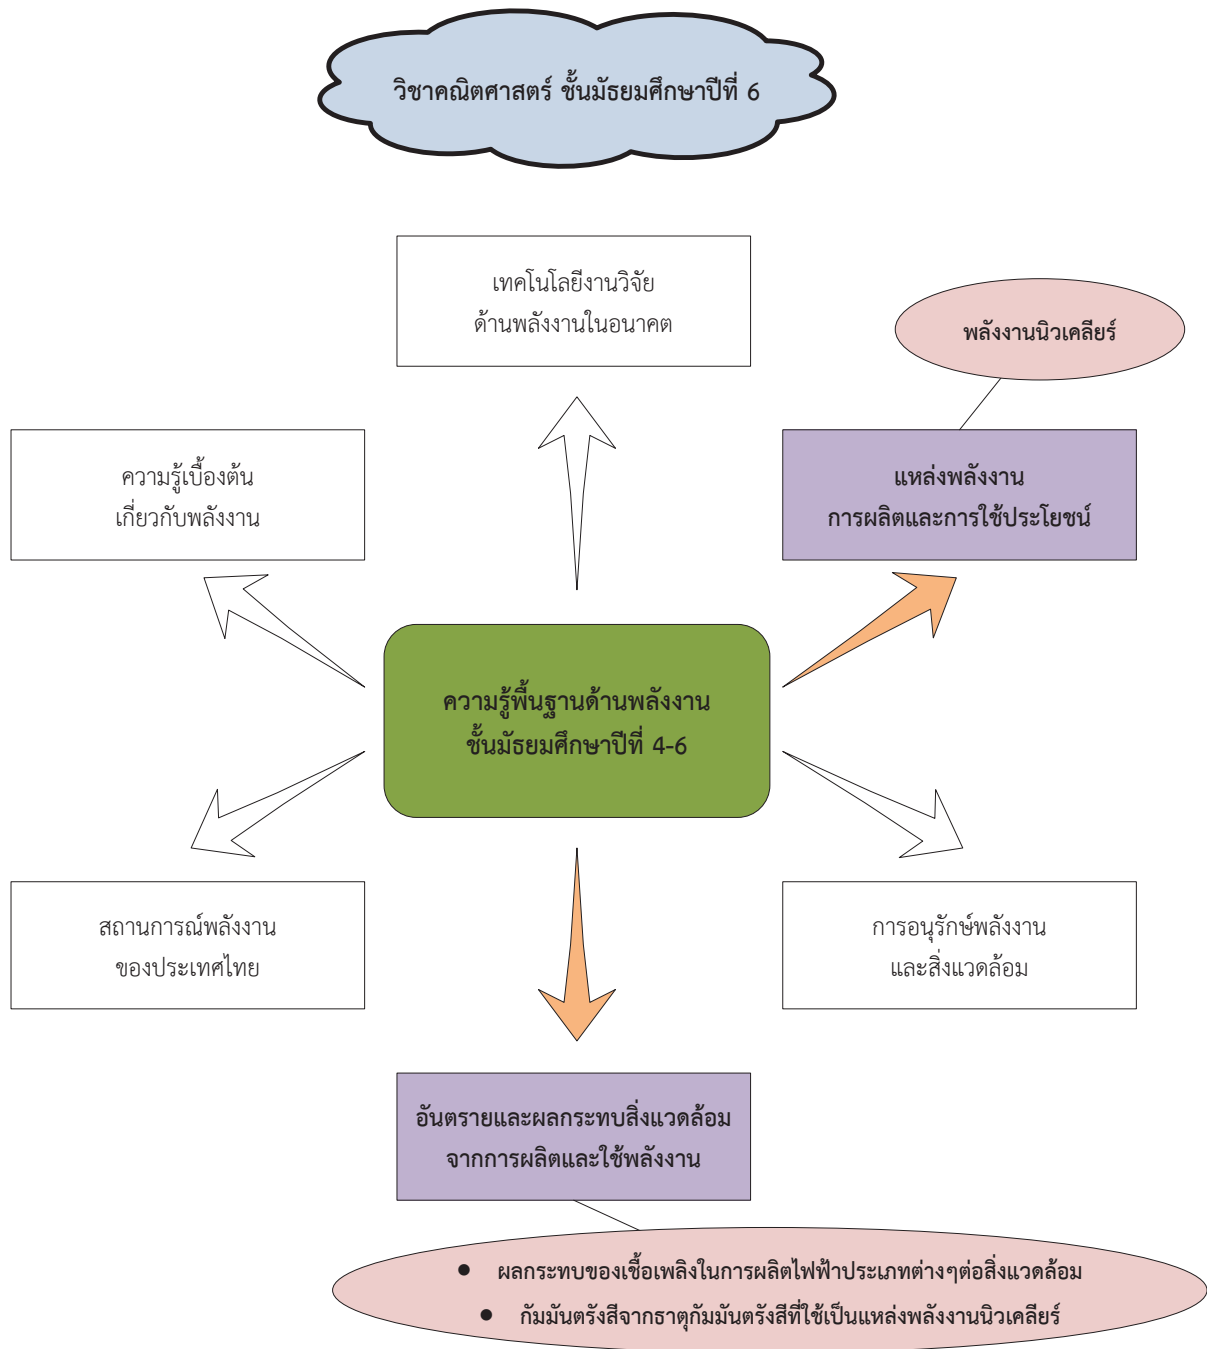 วิชาคณิตศาสตร์ ชั้นมัธยมศึกษาปีที่ 6
เทคโนโลยีงานวิจัย
ด้านพลังงานในอนาคต
พลังงานนิวเคลียร์
ความรู้เบื้องต้น
เกี่ยวกับพลังงาน
แหล่งพลังงาน
การผลิตและการใช้ประโยชน์
ความรู้พื้นฐานด้านพลังงาน
ชั้นมัธยมศึกษาปีที่ 4-6
สถานการณ์พลังงาน
ของประเทศไทย
การอนุรักษ์พลังงาน
และสิ่งแวดล้อม
อันตรายและผลกระทบสิ่งแวดล้อม
จากการผลิตและใช้พลังงาน
● ผลกระทบของเชื้อเพลิงในการผลิตไฟฟ้าประเภทต่างๆต่อสิ่งแวดล้อม
● กัมมันตรังสีจากธาตุกัมมันตรังสีที่ใช้เป็นแหล่งพลังงานนิวเคลียร์